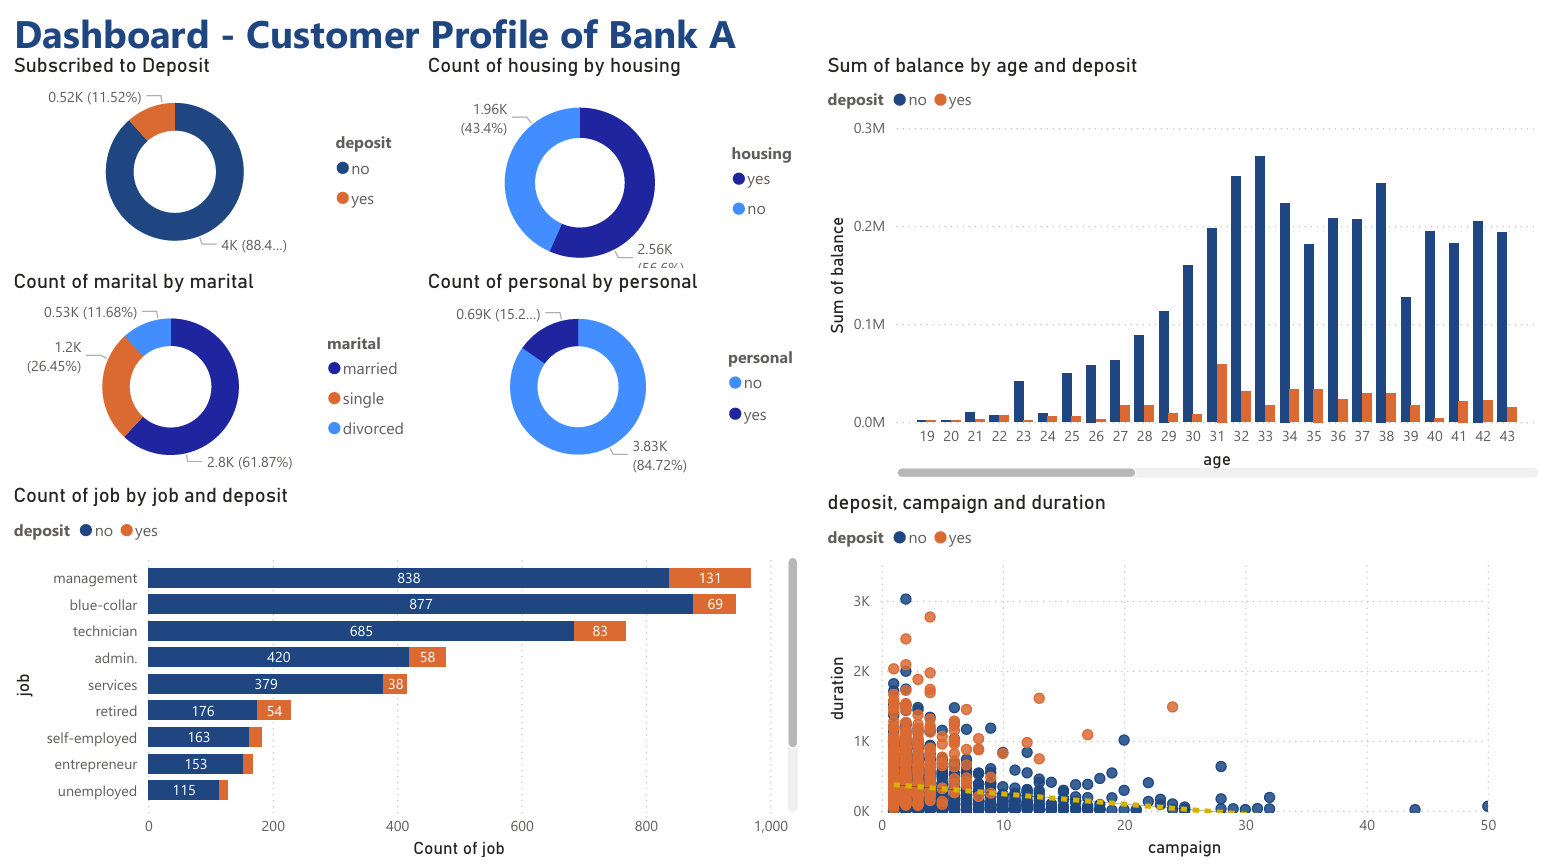 Dashboard - Customer Profile of Bank A
Subscribed to Deposit
0.52K (11.52%)
4K (88.4...)
deposit
no
yes
Count of housing by housing
1.96K
(43.4%)
2.56K
(56.6%)
housing
yes
no
Count of marital by marital
0.53K (11.68%)
1.2K
(26.45%)
2.8K (61.87%)
marital
married
single
divorced
Count of personal by personal
0.69K (15.2...)
3.83K
(84.72%)
personal
no
yes
Sum of balance by age and deposit
deposit no yes
0.3M
0.2M
0.1M
0.0M
Sum of balance
19 20 21 22 23 24 25 26 27 28 29 30 31 32 33 34 35 36 37 38 39 40 41 42 43
age
Count of job by job and deposit
deposit no yes
job
management 838 131
blue-collar 877 69
technician 685 83
admin. 420 58
services 379 38
retired 176 54
self-employed 163
entrepreneur 153
unemployed 115
0 200 400 600 800 1,000
Count of job
deposit, campaign and duration
deposit no yes
3K
2K
1K
0K
duration
0 10 20 30 40 50
campaign